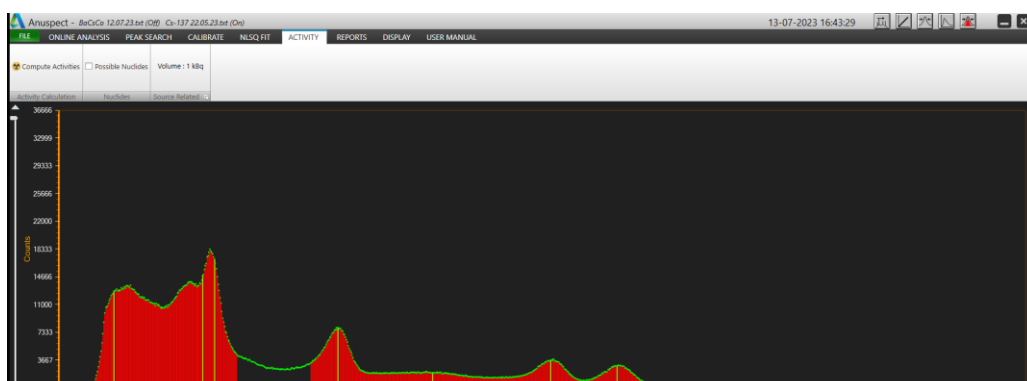 Anuspect - BaCsCo 12.07.23.txt (Off) Cs-137 22.05.23.txt (On) 13-07-2023 16:43:29
FILE ONLINE ANALYSIS PEAK SEARCH CALIBRATE NLSQ FIT ACTIVITY REPORTS DISPLAY USER MANUAL
Compute Activities Possible Nuclides Volume : 1 kBq
Activity Calculation Nuclides Source Related
36666
32999
29333
25666
22000
18333
14666
11000
7333
3667
Counts